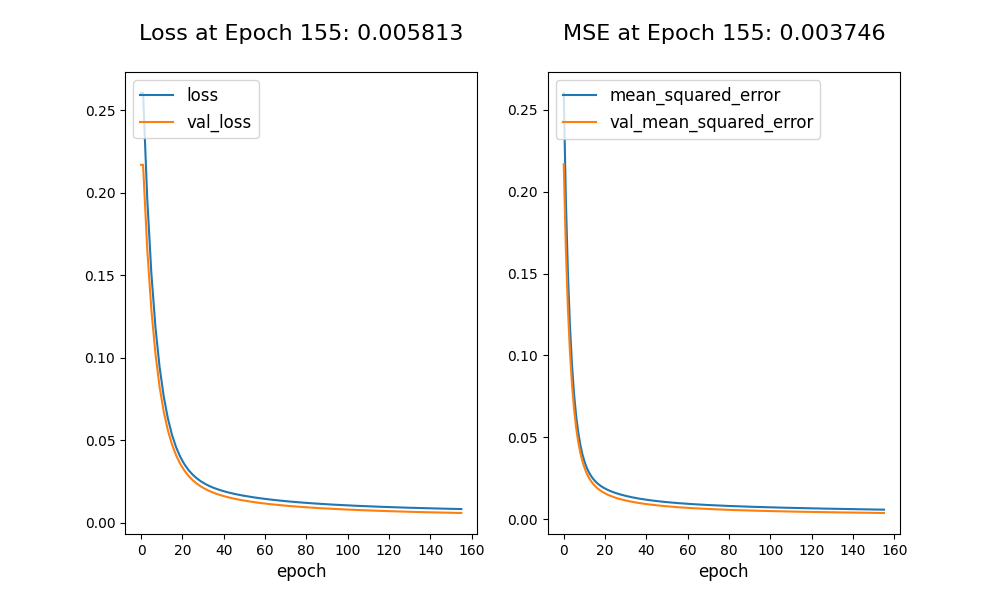 Loss at Epoch 155: 0.005813
loss
val_loss
0.25
0.20
0.15
0.10
0.05
0.00
0 20 40 60 80 100 120 140 160
epoch
MSE at Epoch 155: 0.003746
mean_squared_error
val_mean_squared_error
0.25
0.20
0.15
0.10
0.05
0.00
0 20 40 60 80 100 120 140 160
epoch